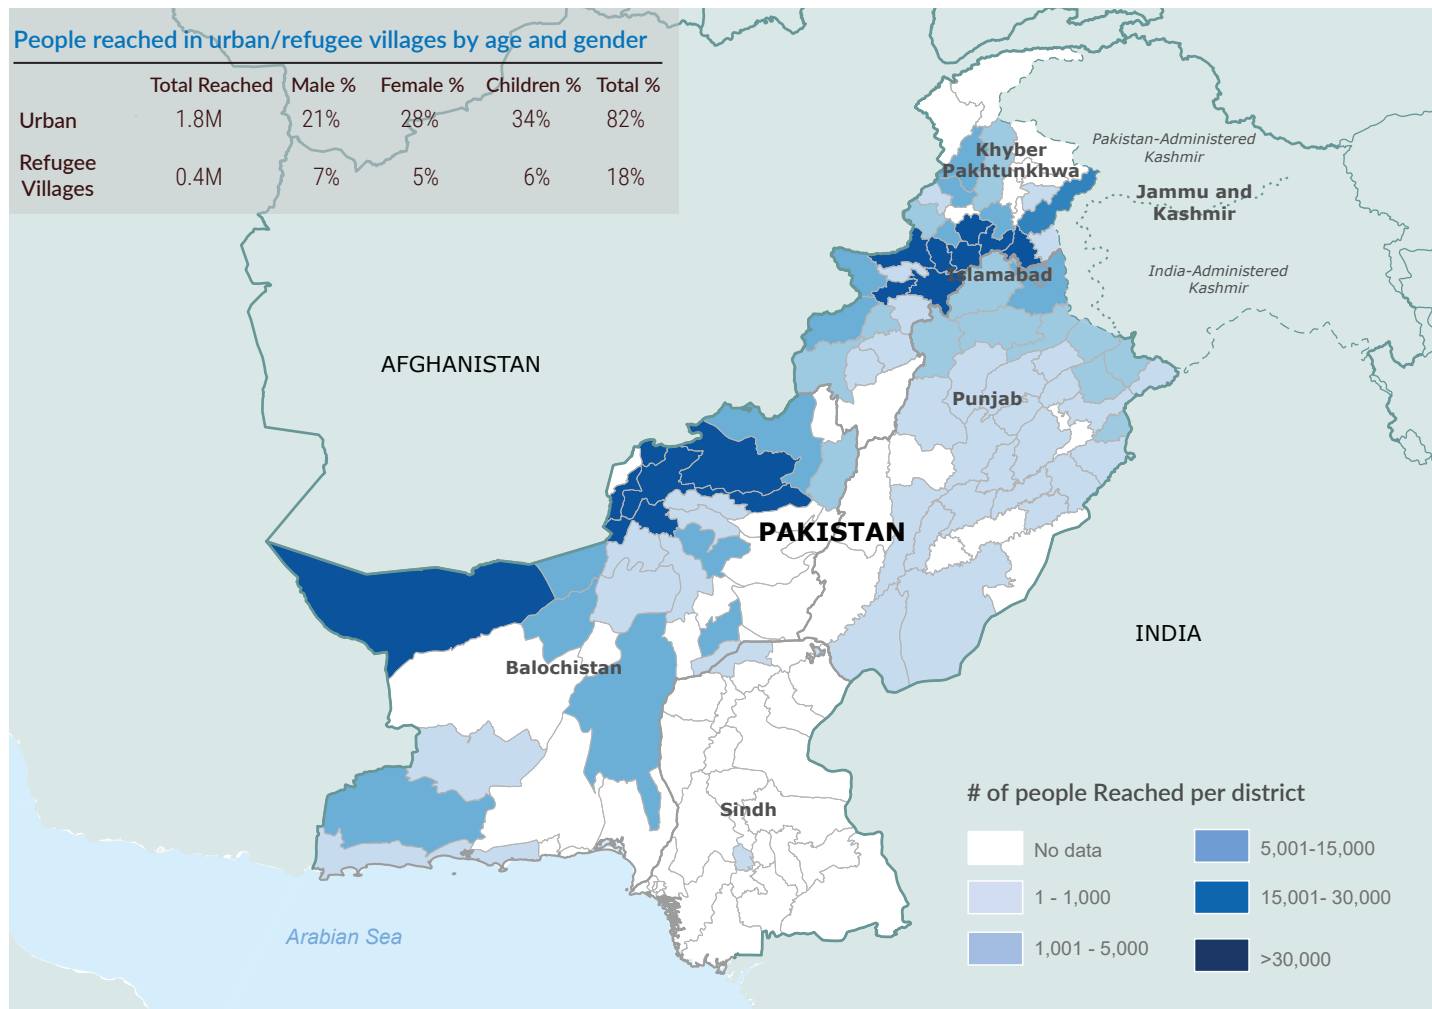 People reached in urban/refugee villages by age and gender
Total Reached Male % Female % Children % Total %
Urban 1.8M 21% 28% 34% 82%
Refugee
Villages 0.4M 7% 5% 6% 18%
Khyber
Pakhtunkhwa
Pakistan-Administered
Kashmir
Jammu and
Kashmir
Islamabad
India-Administered
Kashmir
AFGHANISTAN
Punjab
PAKISTAN
INDIA
Balochistan
Sindh
Arabian Sea
# of people Reached per district
No data
1 - 1,000
1,001 - 5,000
5,001-15,000
15,001- 30,000
>30,000